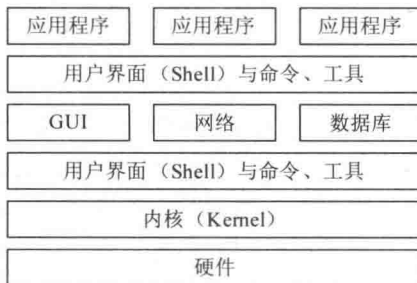 应用程序 应用程序 应用程序
用户界面（Shell）与命令、工具
GUI 网络 数据库
用户界面（Shell）与命令、工具
内核（Kernel）
硬件